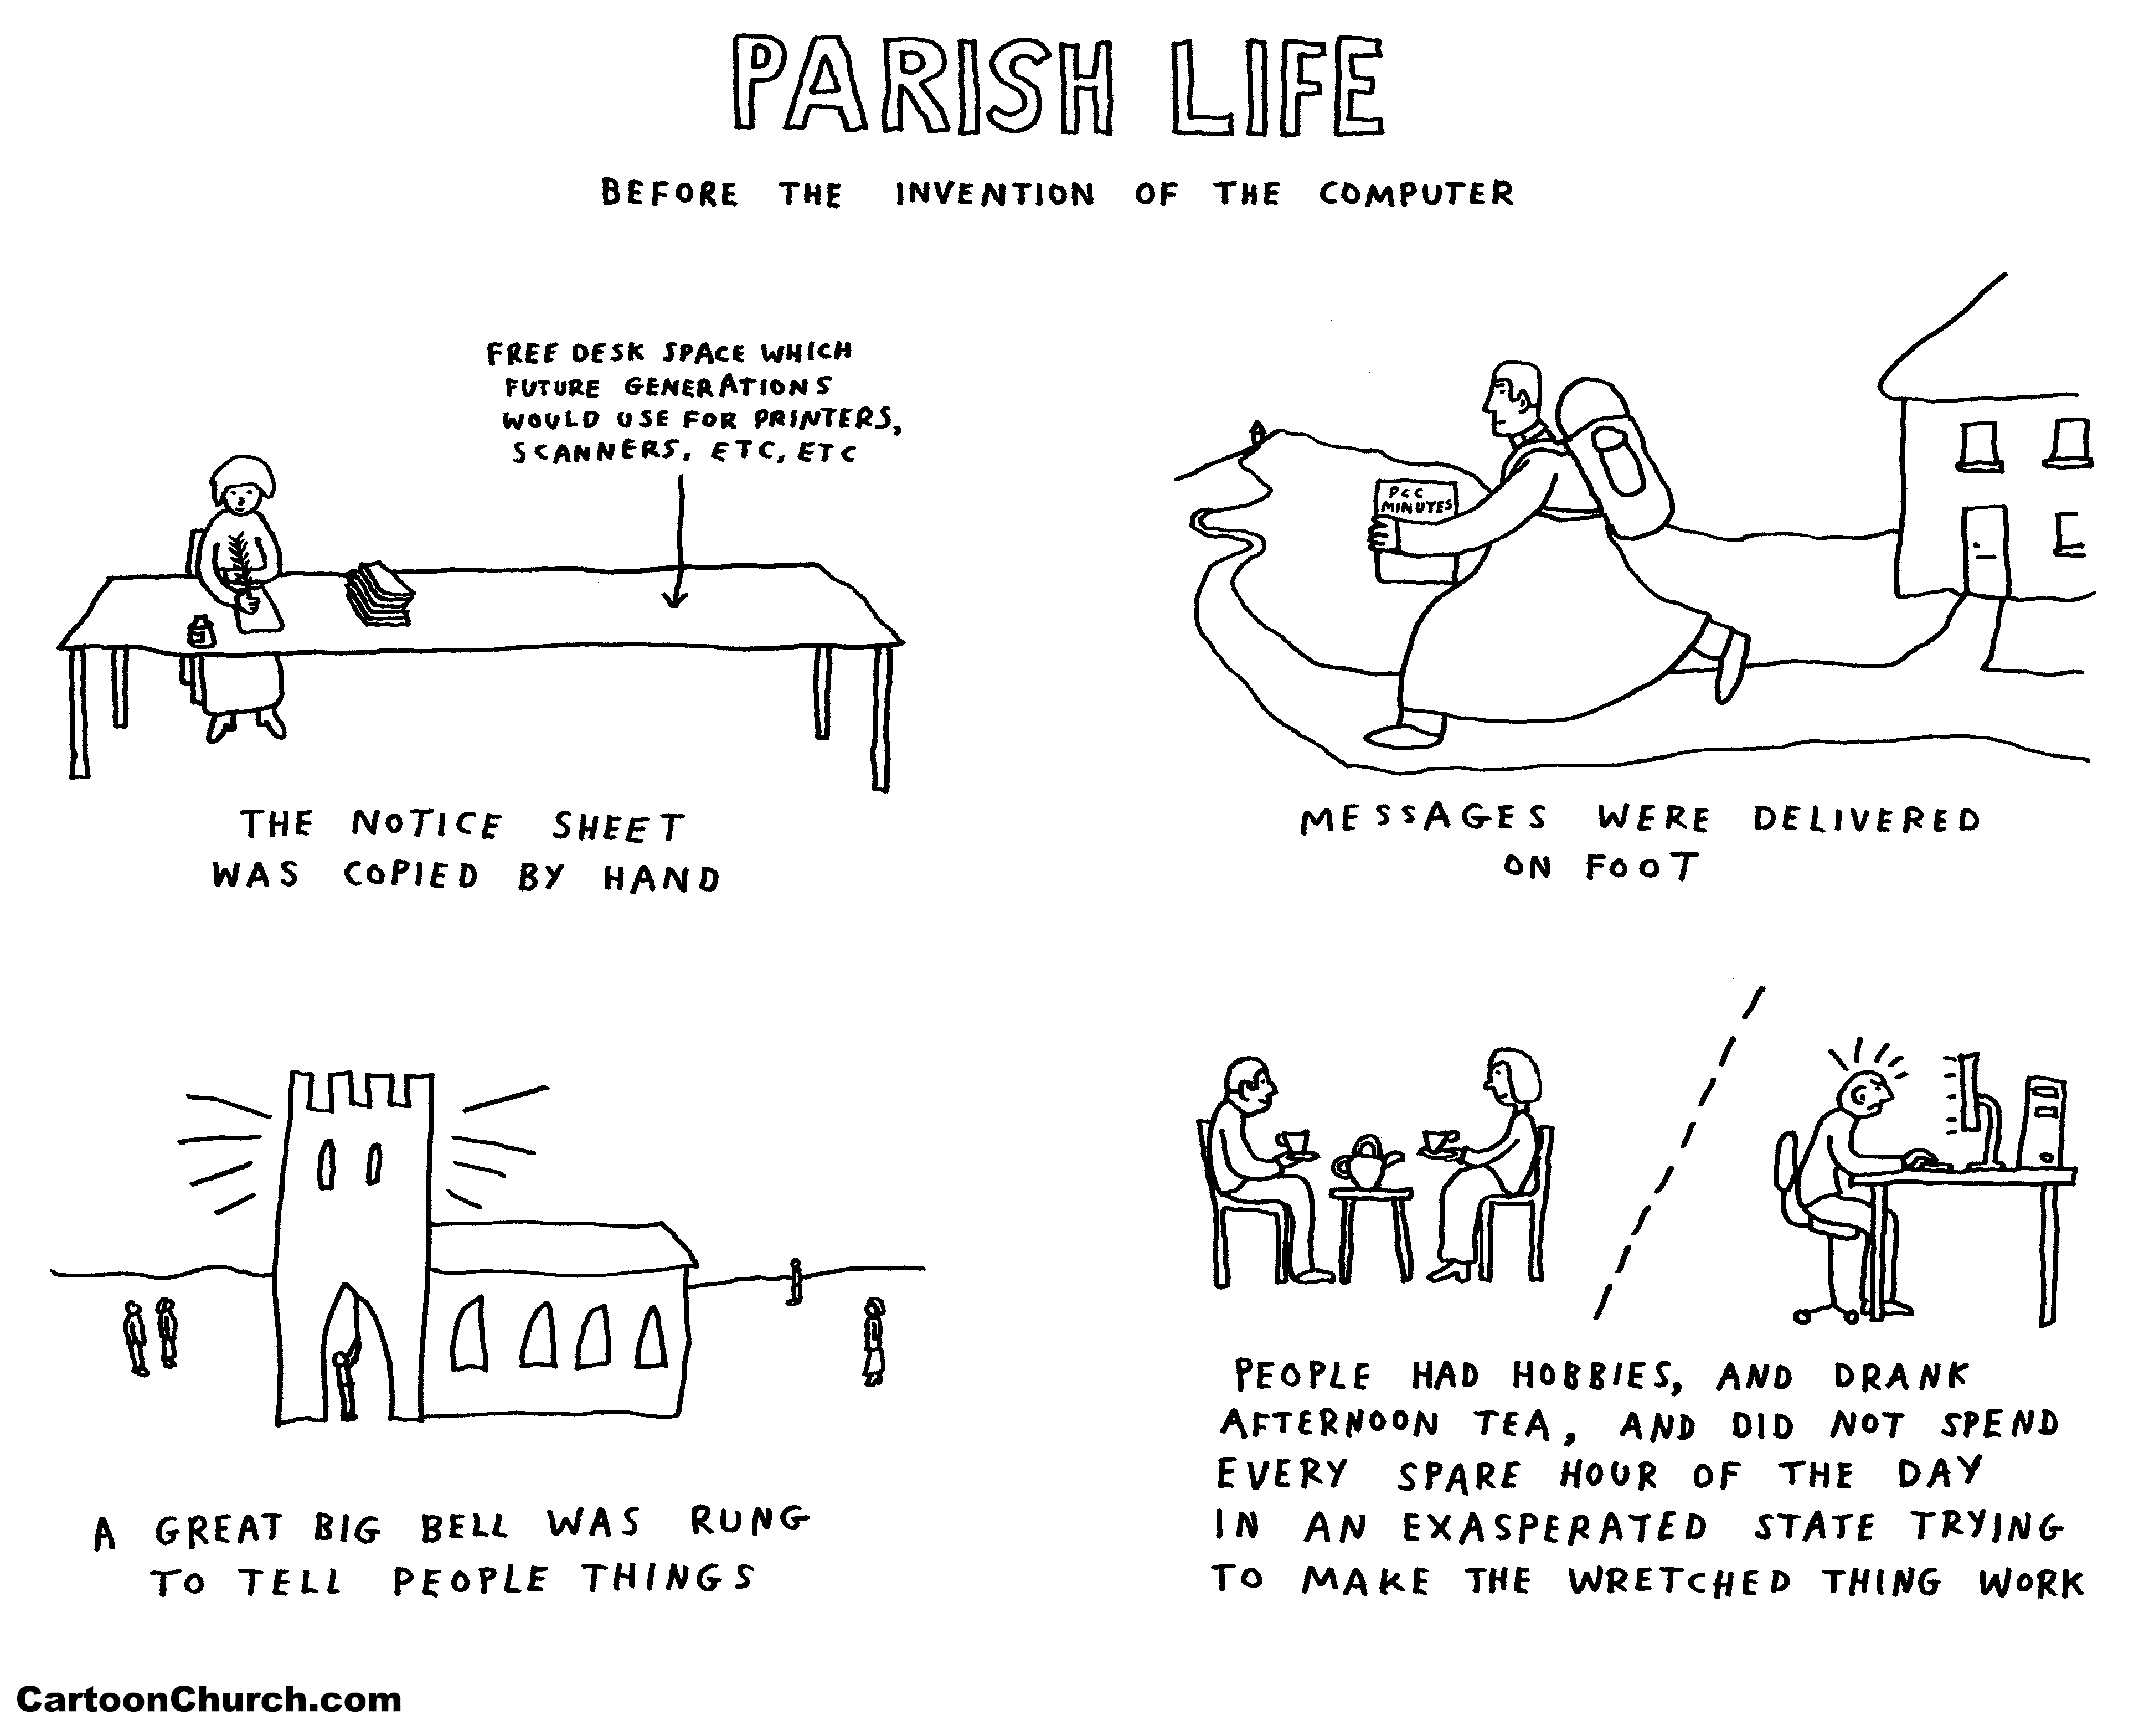 PARISH LIFE
BEFORE THE INVENTION OF THE COMPUTER
FREE DESK SPACE WHICH
FUTURE GENERATIONS
WOULD USE FOR PRINTERS,
SCANNERS, ETC, ETC
THE NOTICE SHEET
WAS COPIED BY HAND
PCC
MINUTES
MESSAGES WERE DELIVERED
ON FOOT
A GREAT BIG BELL WAS RUNG
TO TELL PEOPLE THINGS
PEOPLE HAD HOBBIES, AND DRANK
AFTERNOON TEA, AND DID NOT SPEND
EVERY SPARE HOUR OF THE DAY
IN AN EXASPERATED STATE TRYING
TO MAKE THE WRETCHED THING WORK
CartoonChurch.com